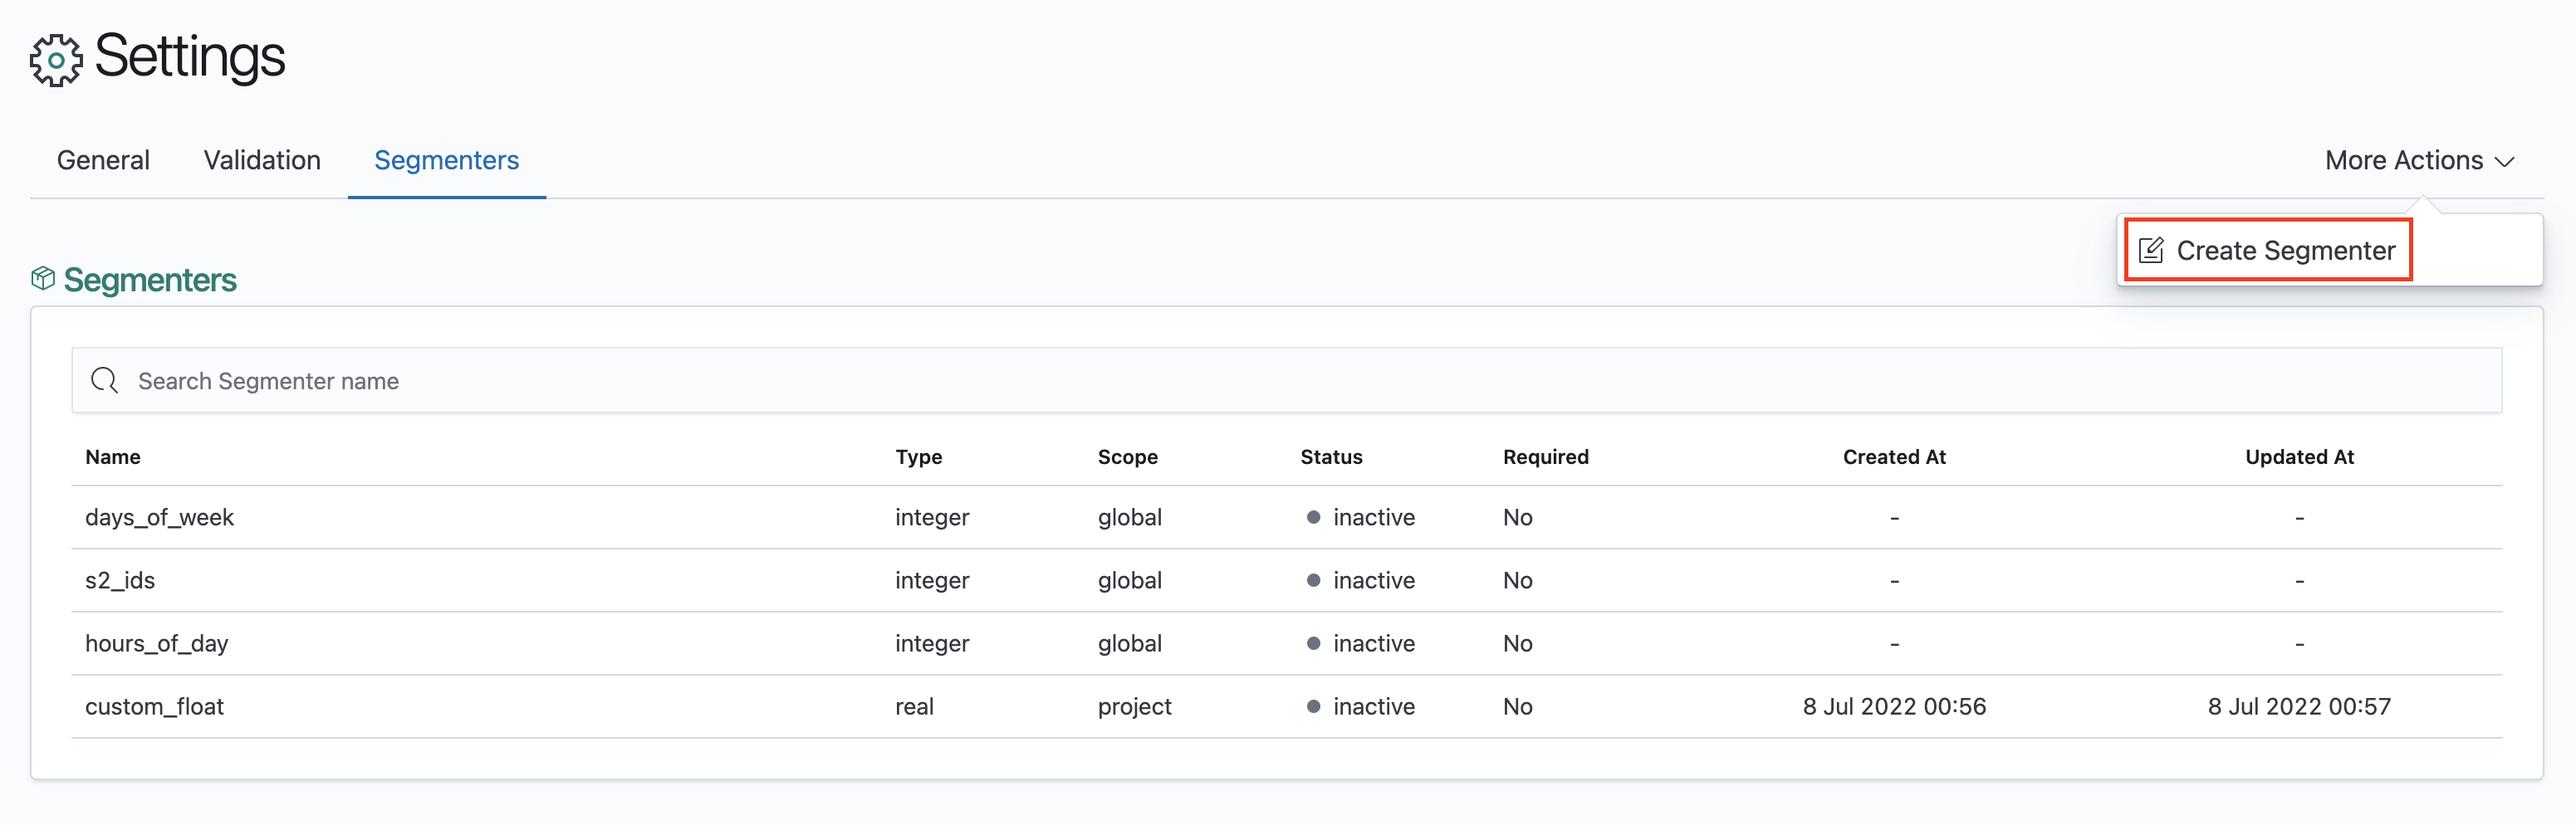 Settings
General Validation Segmenters More Actions
Create Segmenter
Segmenters
Search Segmenter name
Name Type Scope Status Required Created At Updated At
days_of_week integer global inactive No - -
s2_ids integer global inactive No - -
hours_of_day integer global inactive No - -
custom_float real project inactive No 8 Jul 2022 00:56 8 Jul 2022 00:57